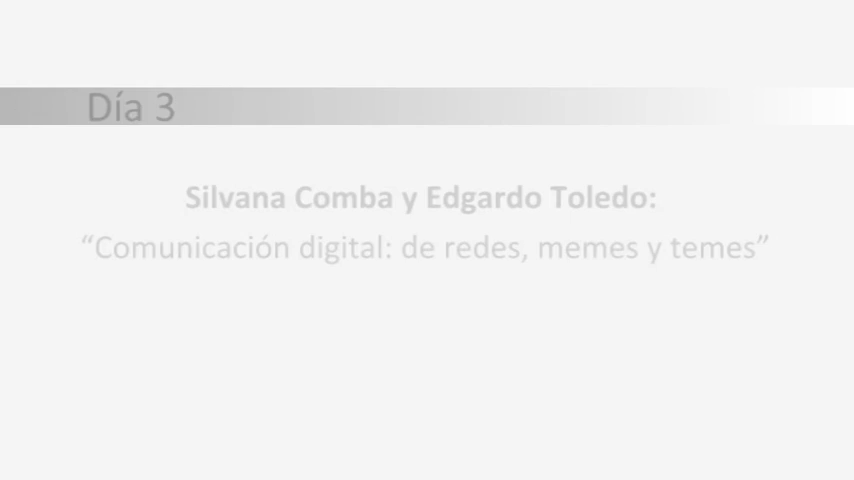 Día 3
Silvana Comba y Edgardo Toledo:
“Comunicación digital: de redes, memes y temes”